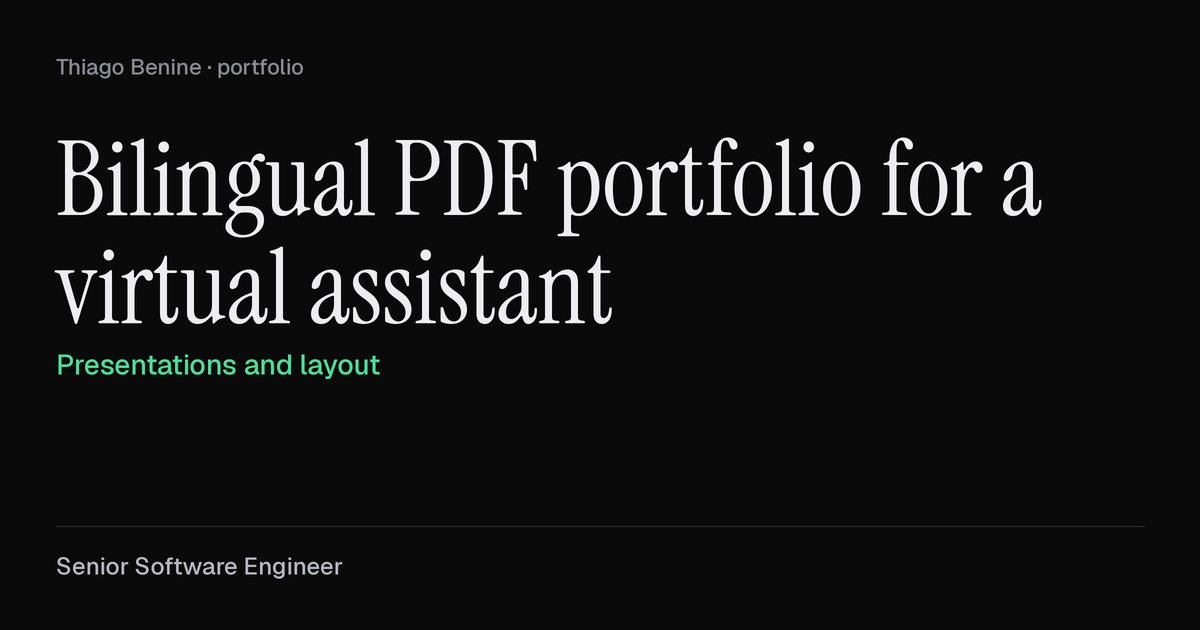 Thiago Benine · portfolio
Bilingual PDF portfolio for a
virtual assistant
Presentations and layout
Senior Software Engineer